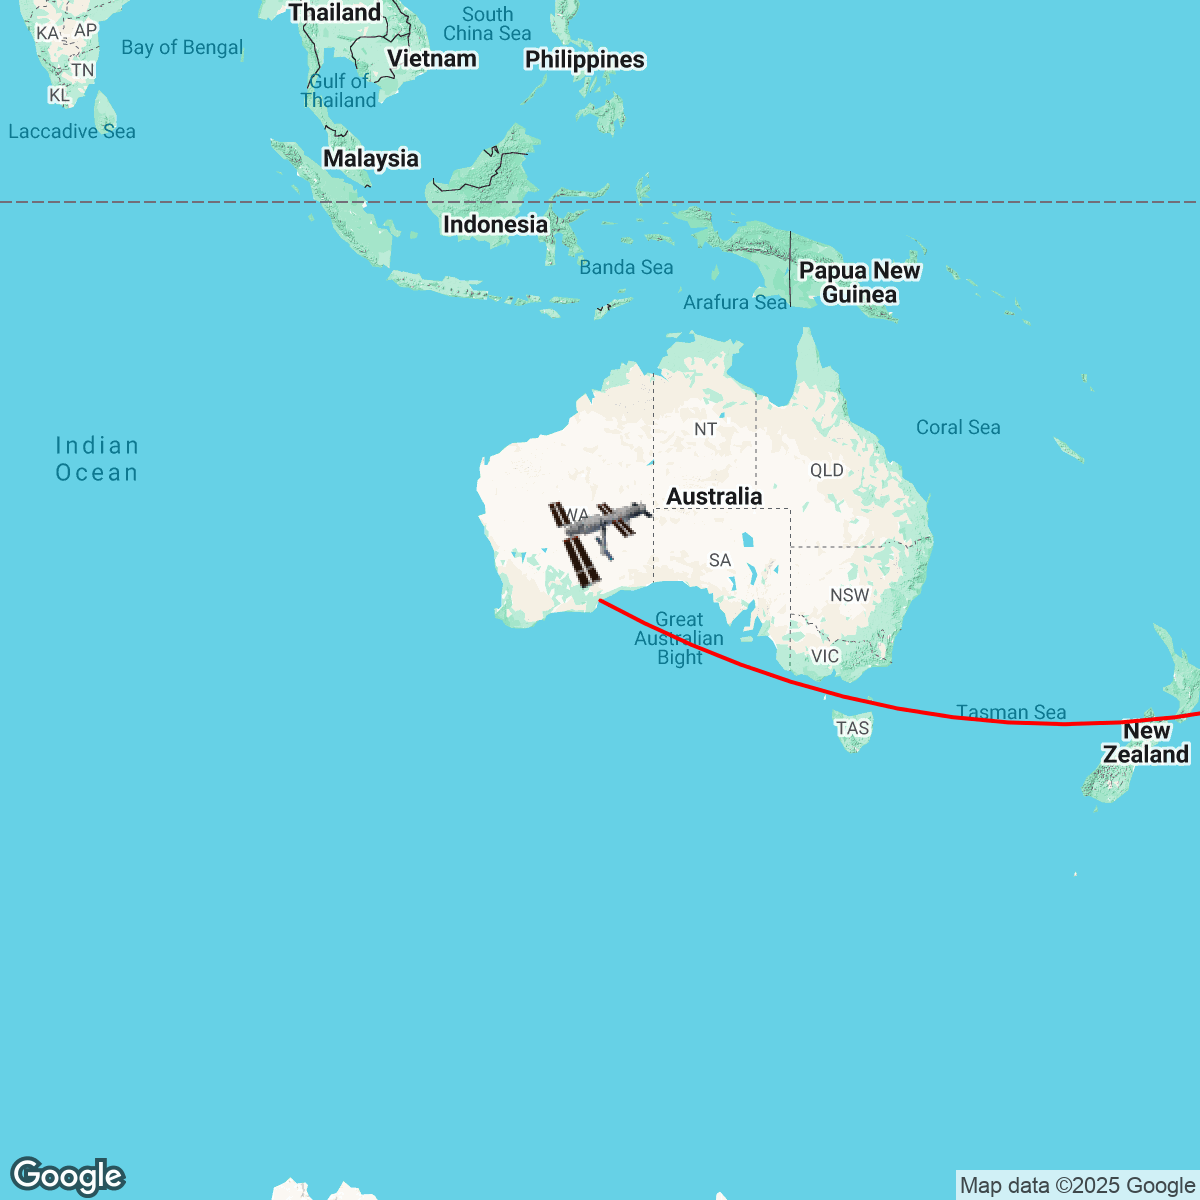 Thailand
South
China Sea
KA
AP
Bay of Bengal
Vietnam
Philippines
TN
Gulf of
Thailand
KL
Laccadive Sea
Malaysia
Indonesia
Banda Sea
Papua New
Guinea
Arafura Sea
Indian
Ocean
NT
Coral Sea
QLD
Australia
WA
SA
NSW
Great
Australian
Bight
VIC
Tasman Sea
TAS
New
Zealand
Google
Map data ©2025 Google